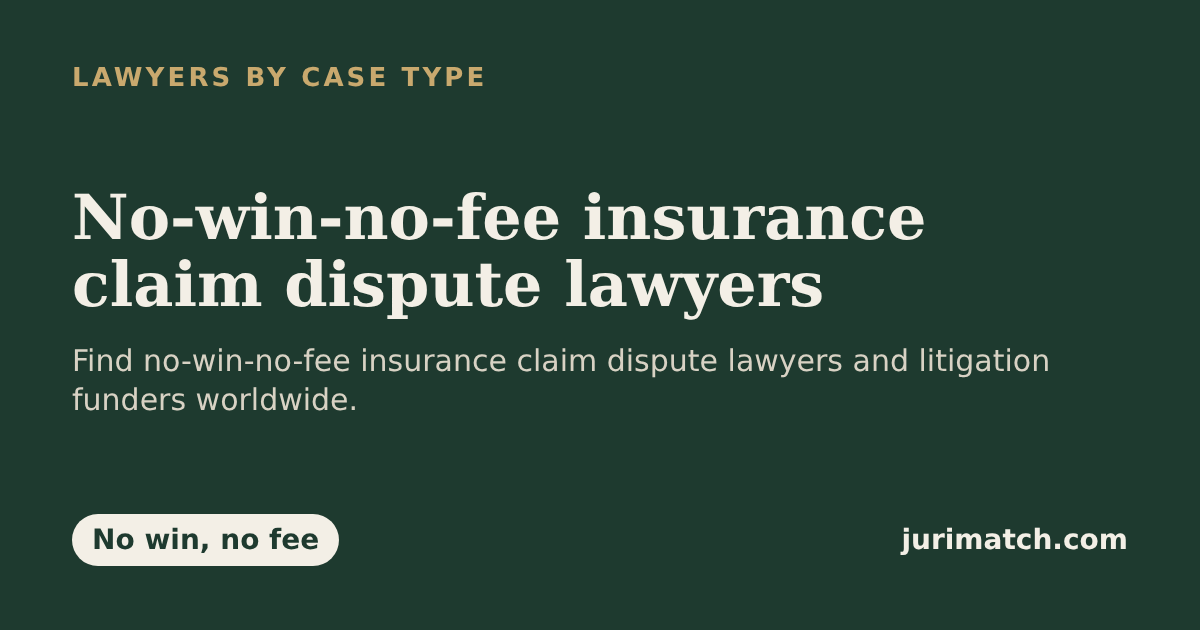 LAWYERS BY CASE TYPE
No-win-no-fee insurance
claim dispute lawyers
Find no-win-no-fee insurance claim dispute lawyers and litigation
funders worldwide.
No win, no fee
jurimatch.com